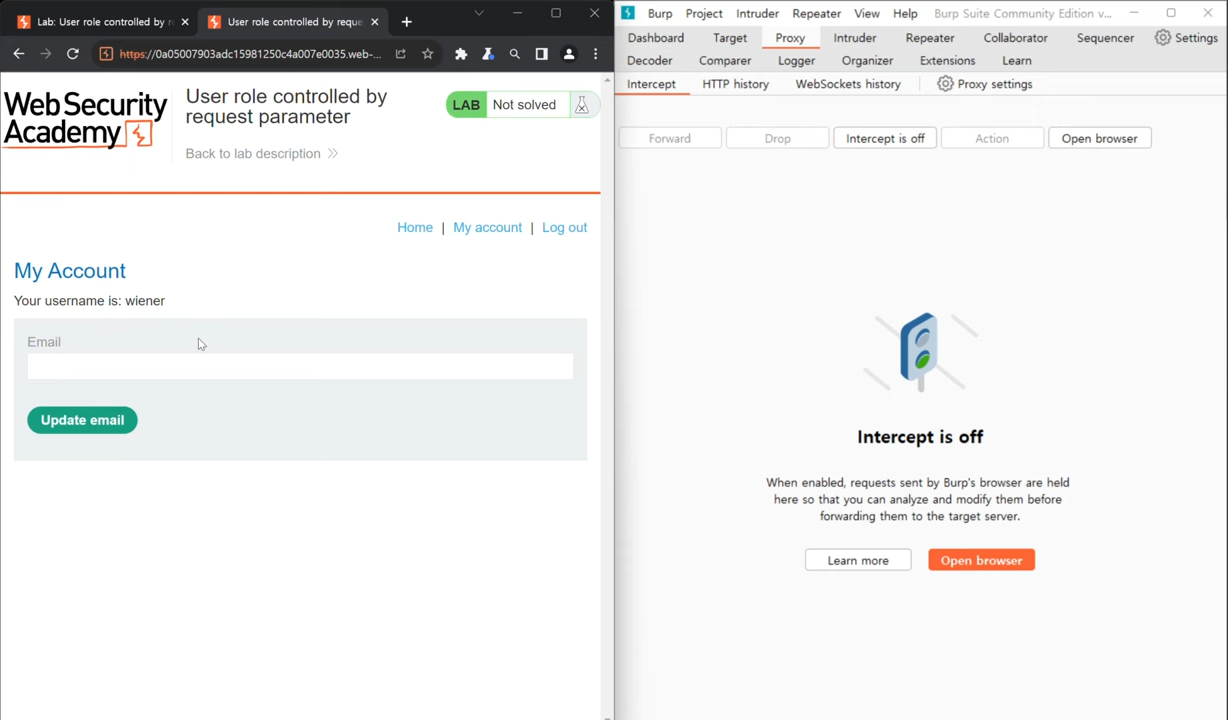 Lab: User role controlled by re
User role controlled by reque
https://0a05007903adc15981250c4a007e0035.web-...
Web Security
Academy
User role controlled by
request parameter
LAB Not solved
Back to lab description
Home | My account | Log out
My Account
Your username is: wiener
Email
Update email
Burp Project Intruder Repeater View Help Burp Suite Community Edition v...
Dashboard Target Proxy Intruder Repeater Collaborator Sequencer Settings
Decoder Comparer Logger Organizer Extensions Learn
Intercept HTTP history WebSockets history Proxy settings
Forward Drop Intercept is off Action Open browser
Intercept is off
When enabled, requests sent by Burp's browser are held
here so that you can analyze and modify them before
forwarding them to the target server.
Learn more Open browser